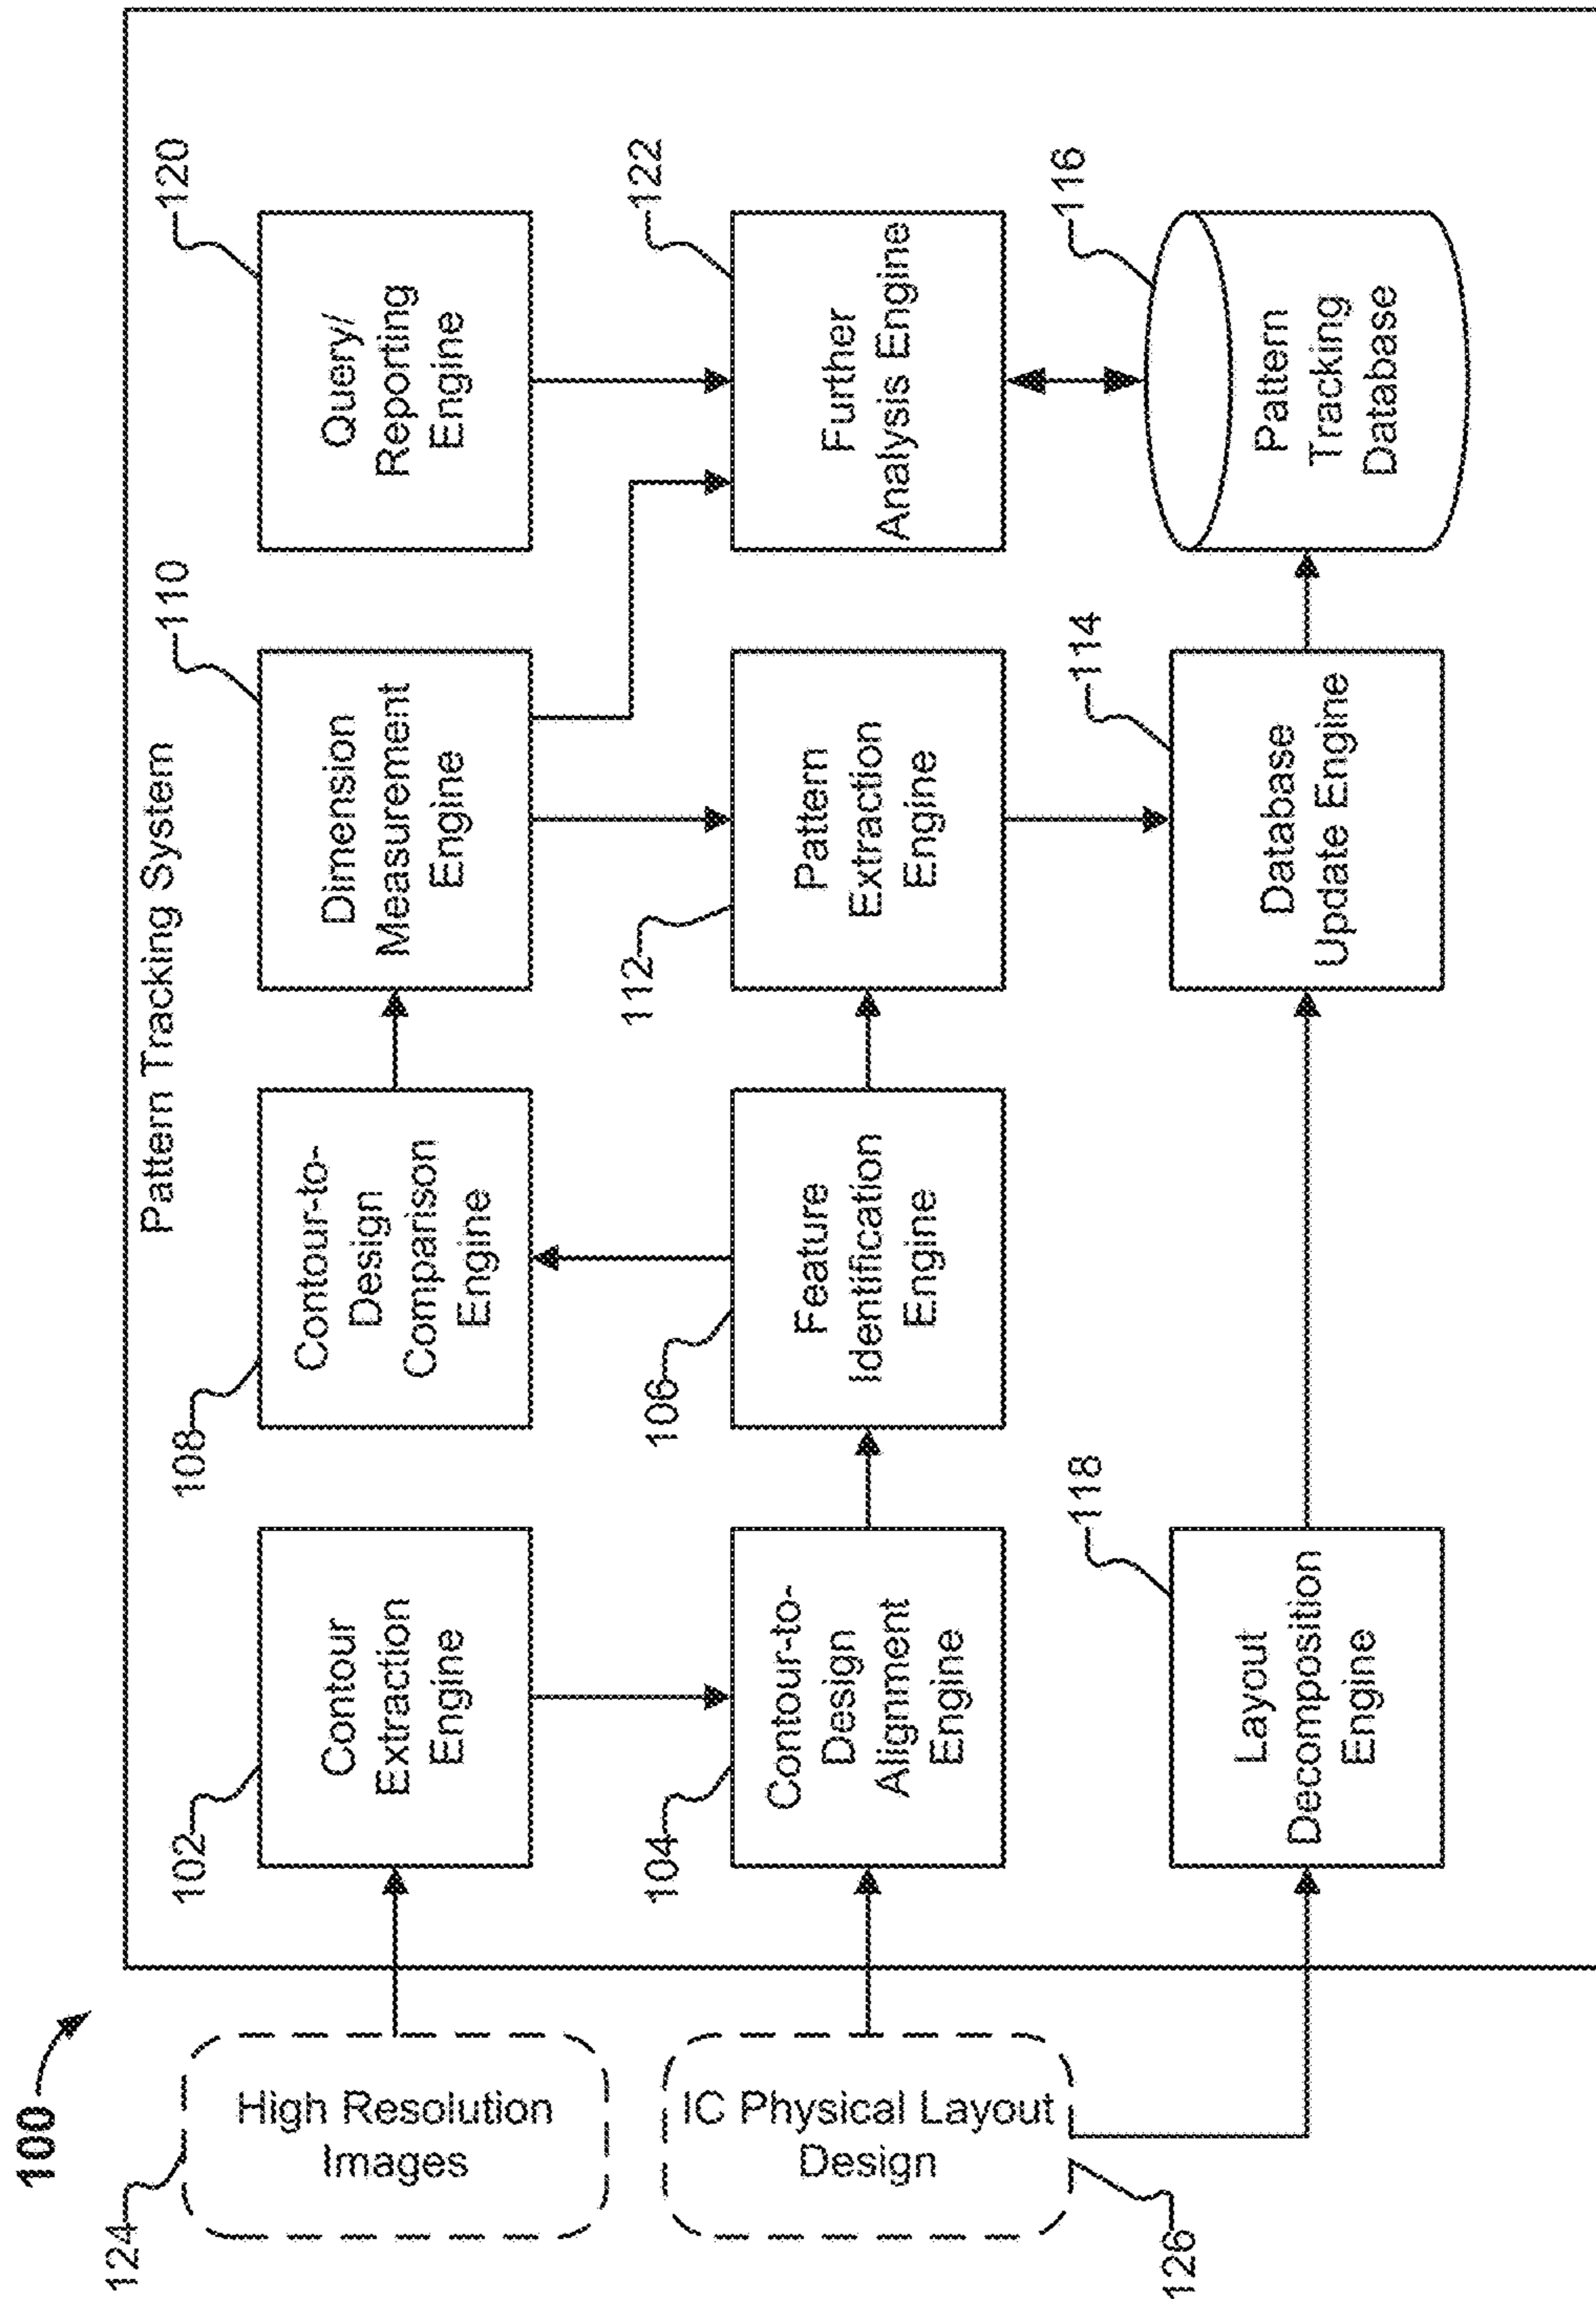 100
Pattern Tracking System
124
High Resolution
Images
102
Contour
Extraction
Engine
108
Contour-to-
Design
Comparison
Engine
110
Dimension
Measurement
Engine
120
Query/
Reporting
Engine
IC Physical Layout
Design
126
104
Contour-to-
Design
Alignment
Engine
106
Feature
Identification
Engine
112
Pattern
Extraction
Engine
122
Further
Analysis Engine
118
Layout
Decomposition
Engine
114
Database
Update Engine
116
Pattern
Tracking
Database